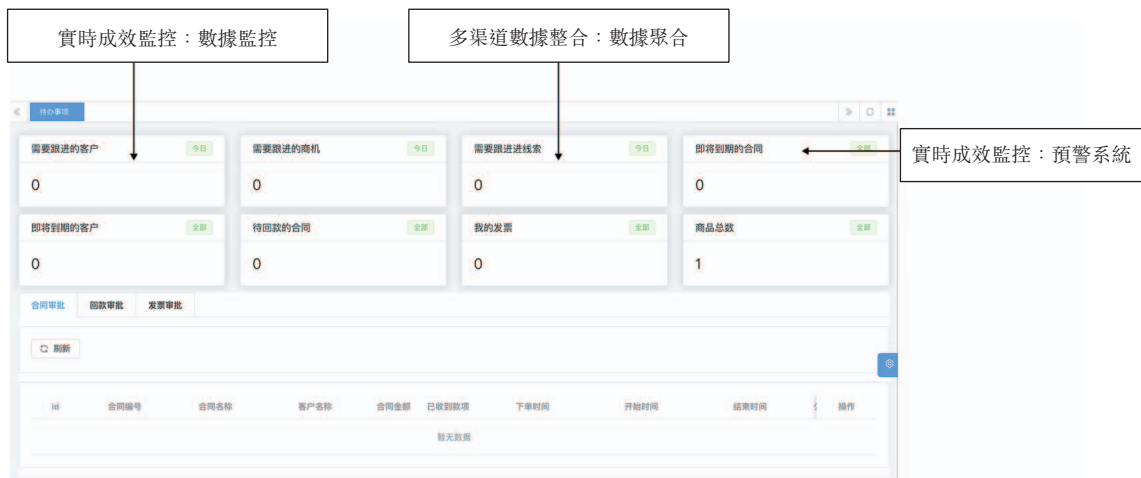 實時成效監控：數據監控
多渠道數據整合：數據聚合
待办事项
需要跟进的客户 今日
需要跟进的商机 今日
需要跟进进线索 今日
即将到期的合同 全部
實時成效監控：預警系統
0
0
0
0
即将到期的客户 全部
待回款的合同 全部
我的发票 全部
商品总数 全部
0
0
0
1
合同审批 回款审批 发票审批
刷新
Id 合同编号 合同名称 客户名称 合同金额 已收到款项 下单时间 开始时间 结束时间 操作
暂无数据